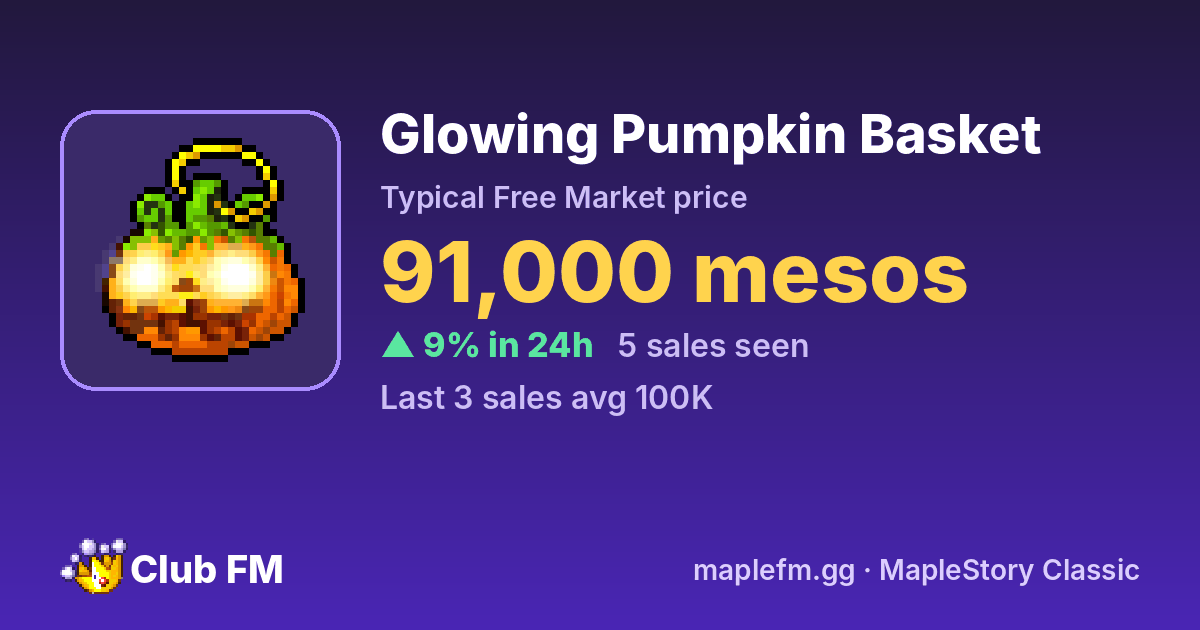 Glowing Pumpkin Basket
Typical Free Market price
91,000 mesos
▲ 9% in 24h 5 sales seen
Last 3 sales avg 100K
Club FM
maplefm.gg · MapleStory Classic